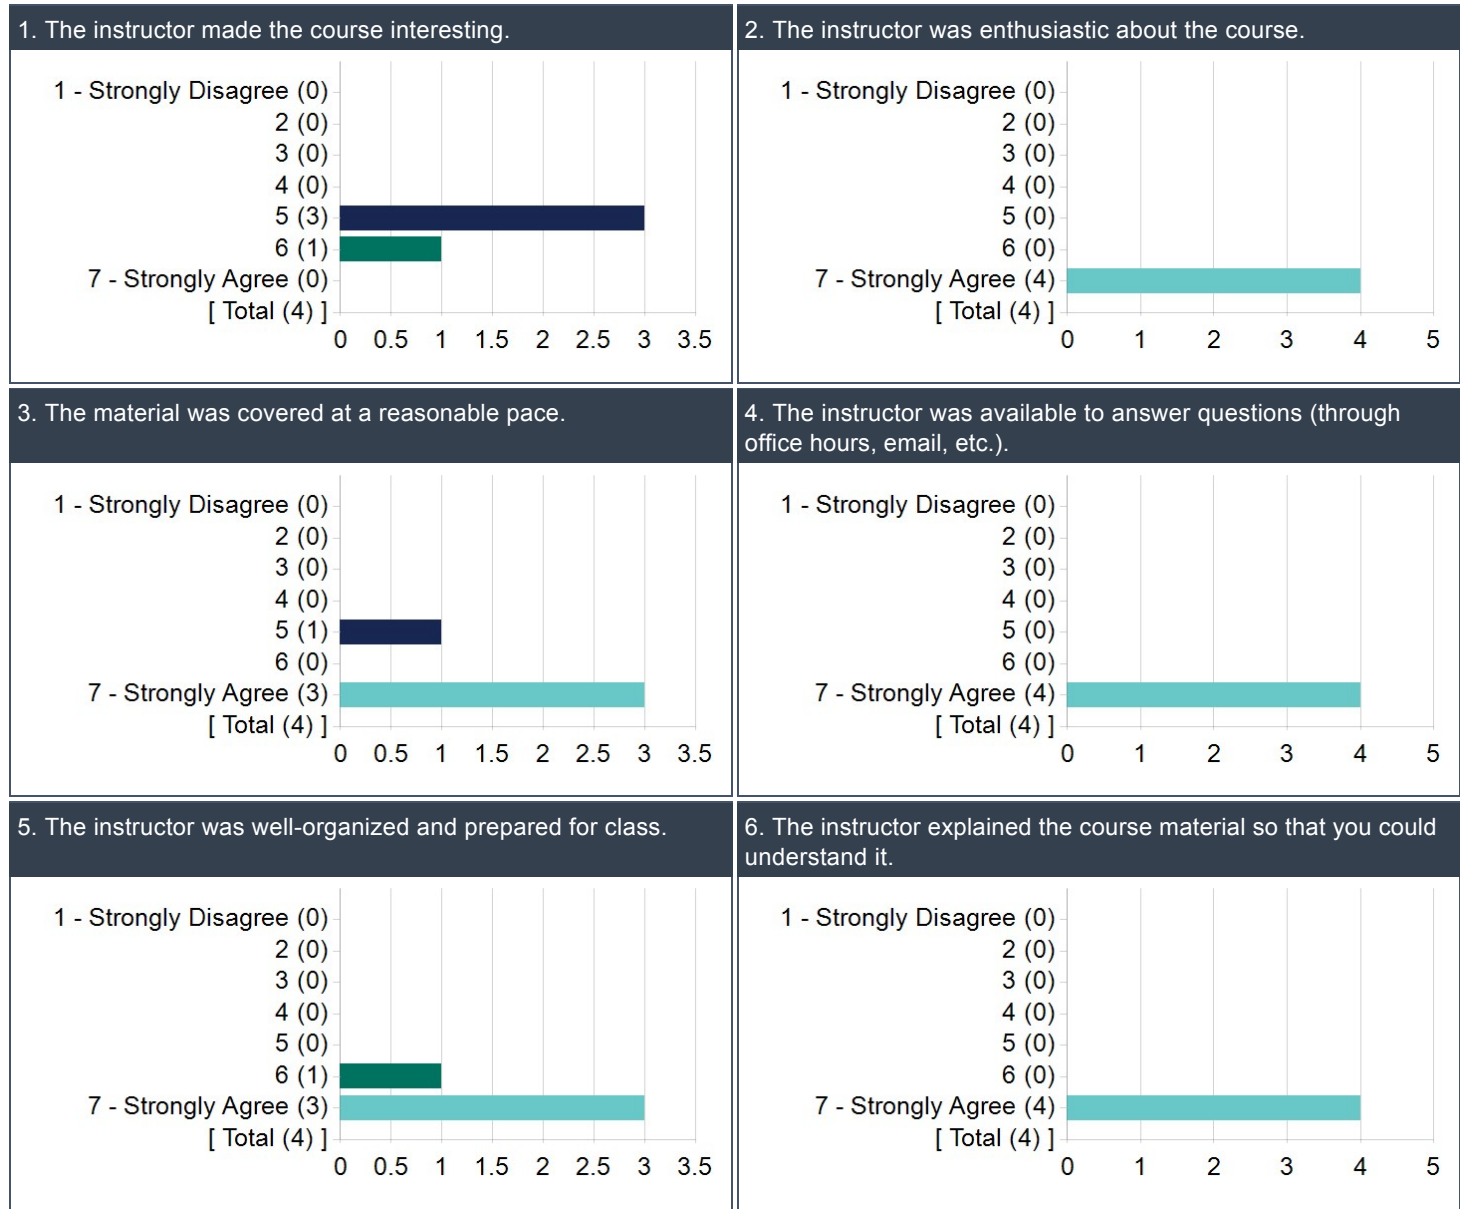 1. The instructor made the course interesting.
1 - Strongly Disagree (0)
2 (0)
3 (0)
4 (0)
5 (3)
6 (1)
7 - Strongly Agree (0)
[ Total (4) ]
0 0.5 1 1.5 2 2.5 3 3.5
2. The instructor was enthusiastic about the course.
1 - Strongly Disagree (0)
2 (0)
3 (0)
4 (0)
5 (0)
6 (0)
7 - Strongly Agree (4)
[ Total (4) ]
0 1 2 3 4 5
3. The material was covered at a reasonable pace.
1 - Strongly Disagree (0)
2 (0)
3 (0)
4 (0)
5 (1)
6 (0)
7 - Strongly Agree (3)
[ Total (4) ]
0 0.5 1 1.5 2 2.5 3 3.5
4. The instructor was available to answer questions (through
office hours, email, etc.).
1 - Strongly Disagree (0)
2 (0)
3 (0)
4 (0)
5 (0)
6 (0)
7 - Strongly Agree (4)
[ Total (4) ]
0 1 2 3 4 5
5. The instructor was well-organized and prepared for class.
1 - Strongly Disagree (0)
2 (0)
3 (0)
4 (0)
5 (0)
6 (1)
7 - Strongly Agree (3)
[ Total (4) ]
0 0.5 1 1.5 2 2.5 3 3.5
6. The instructor explained the course material so that you could
understand it.
1 - Strongly Disagree (0)
2 (0)
3 (0)
4 (0)
5 (0)
6 (0)
7 - Strongly Agree (4)
[ Total (4) ]
0 1 2 3 4 5